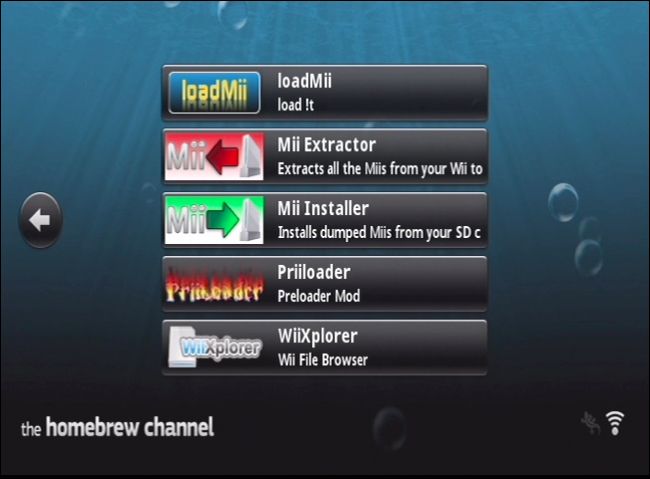 loadMii
loadMii
load !t
Mii
Mii Extractor
Extracts all the Miis from your Wii to
Mii
Mii Installer
Installs dumped Miis from your SD c
PriiLoader
Priiloader
Preloader Mod
WiiXplorer
WiiXplorer
Wii File Browser
the homebrew channel